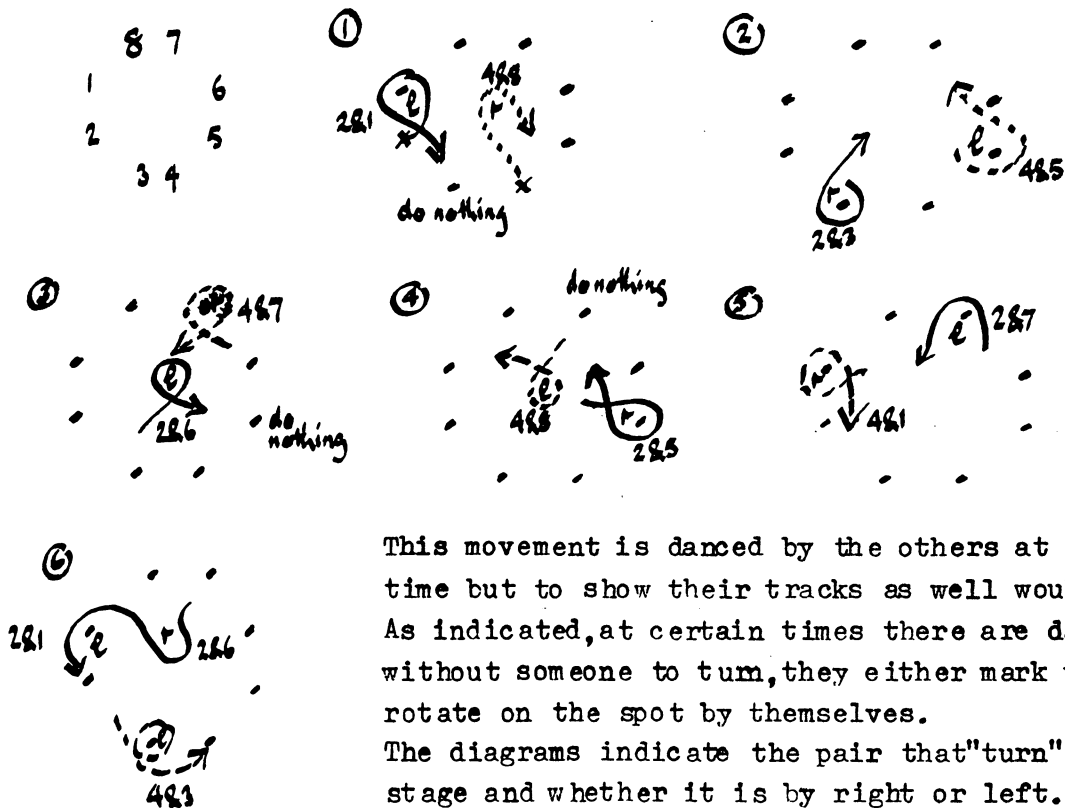 8 7
1 6
2 5
3 4
①
2&1
l
4&8
r
do nothing
②
l
4&5
r
2&3
③
4&7
l
2&6
do
nothing
④
do nothing
l
r
2&5
⑤
l
2&7
4&1
⑥
2&1
l
r
2&6
4&3
This movement is danced by the others at
time but to show their tracks as well wou
As indicated,at certain times there are d
without someone to turn,they either mark
rotate on the spot by themselves.
The diagrams indicate the pair that"turn"
stage and whether it is by right or left.